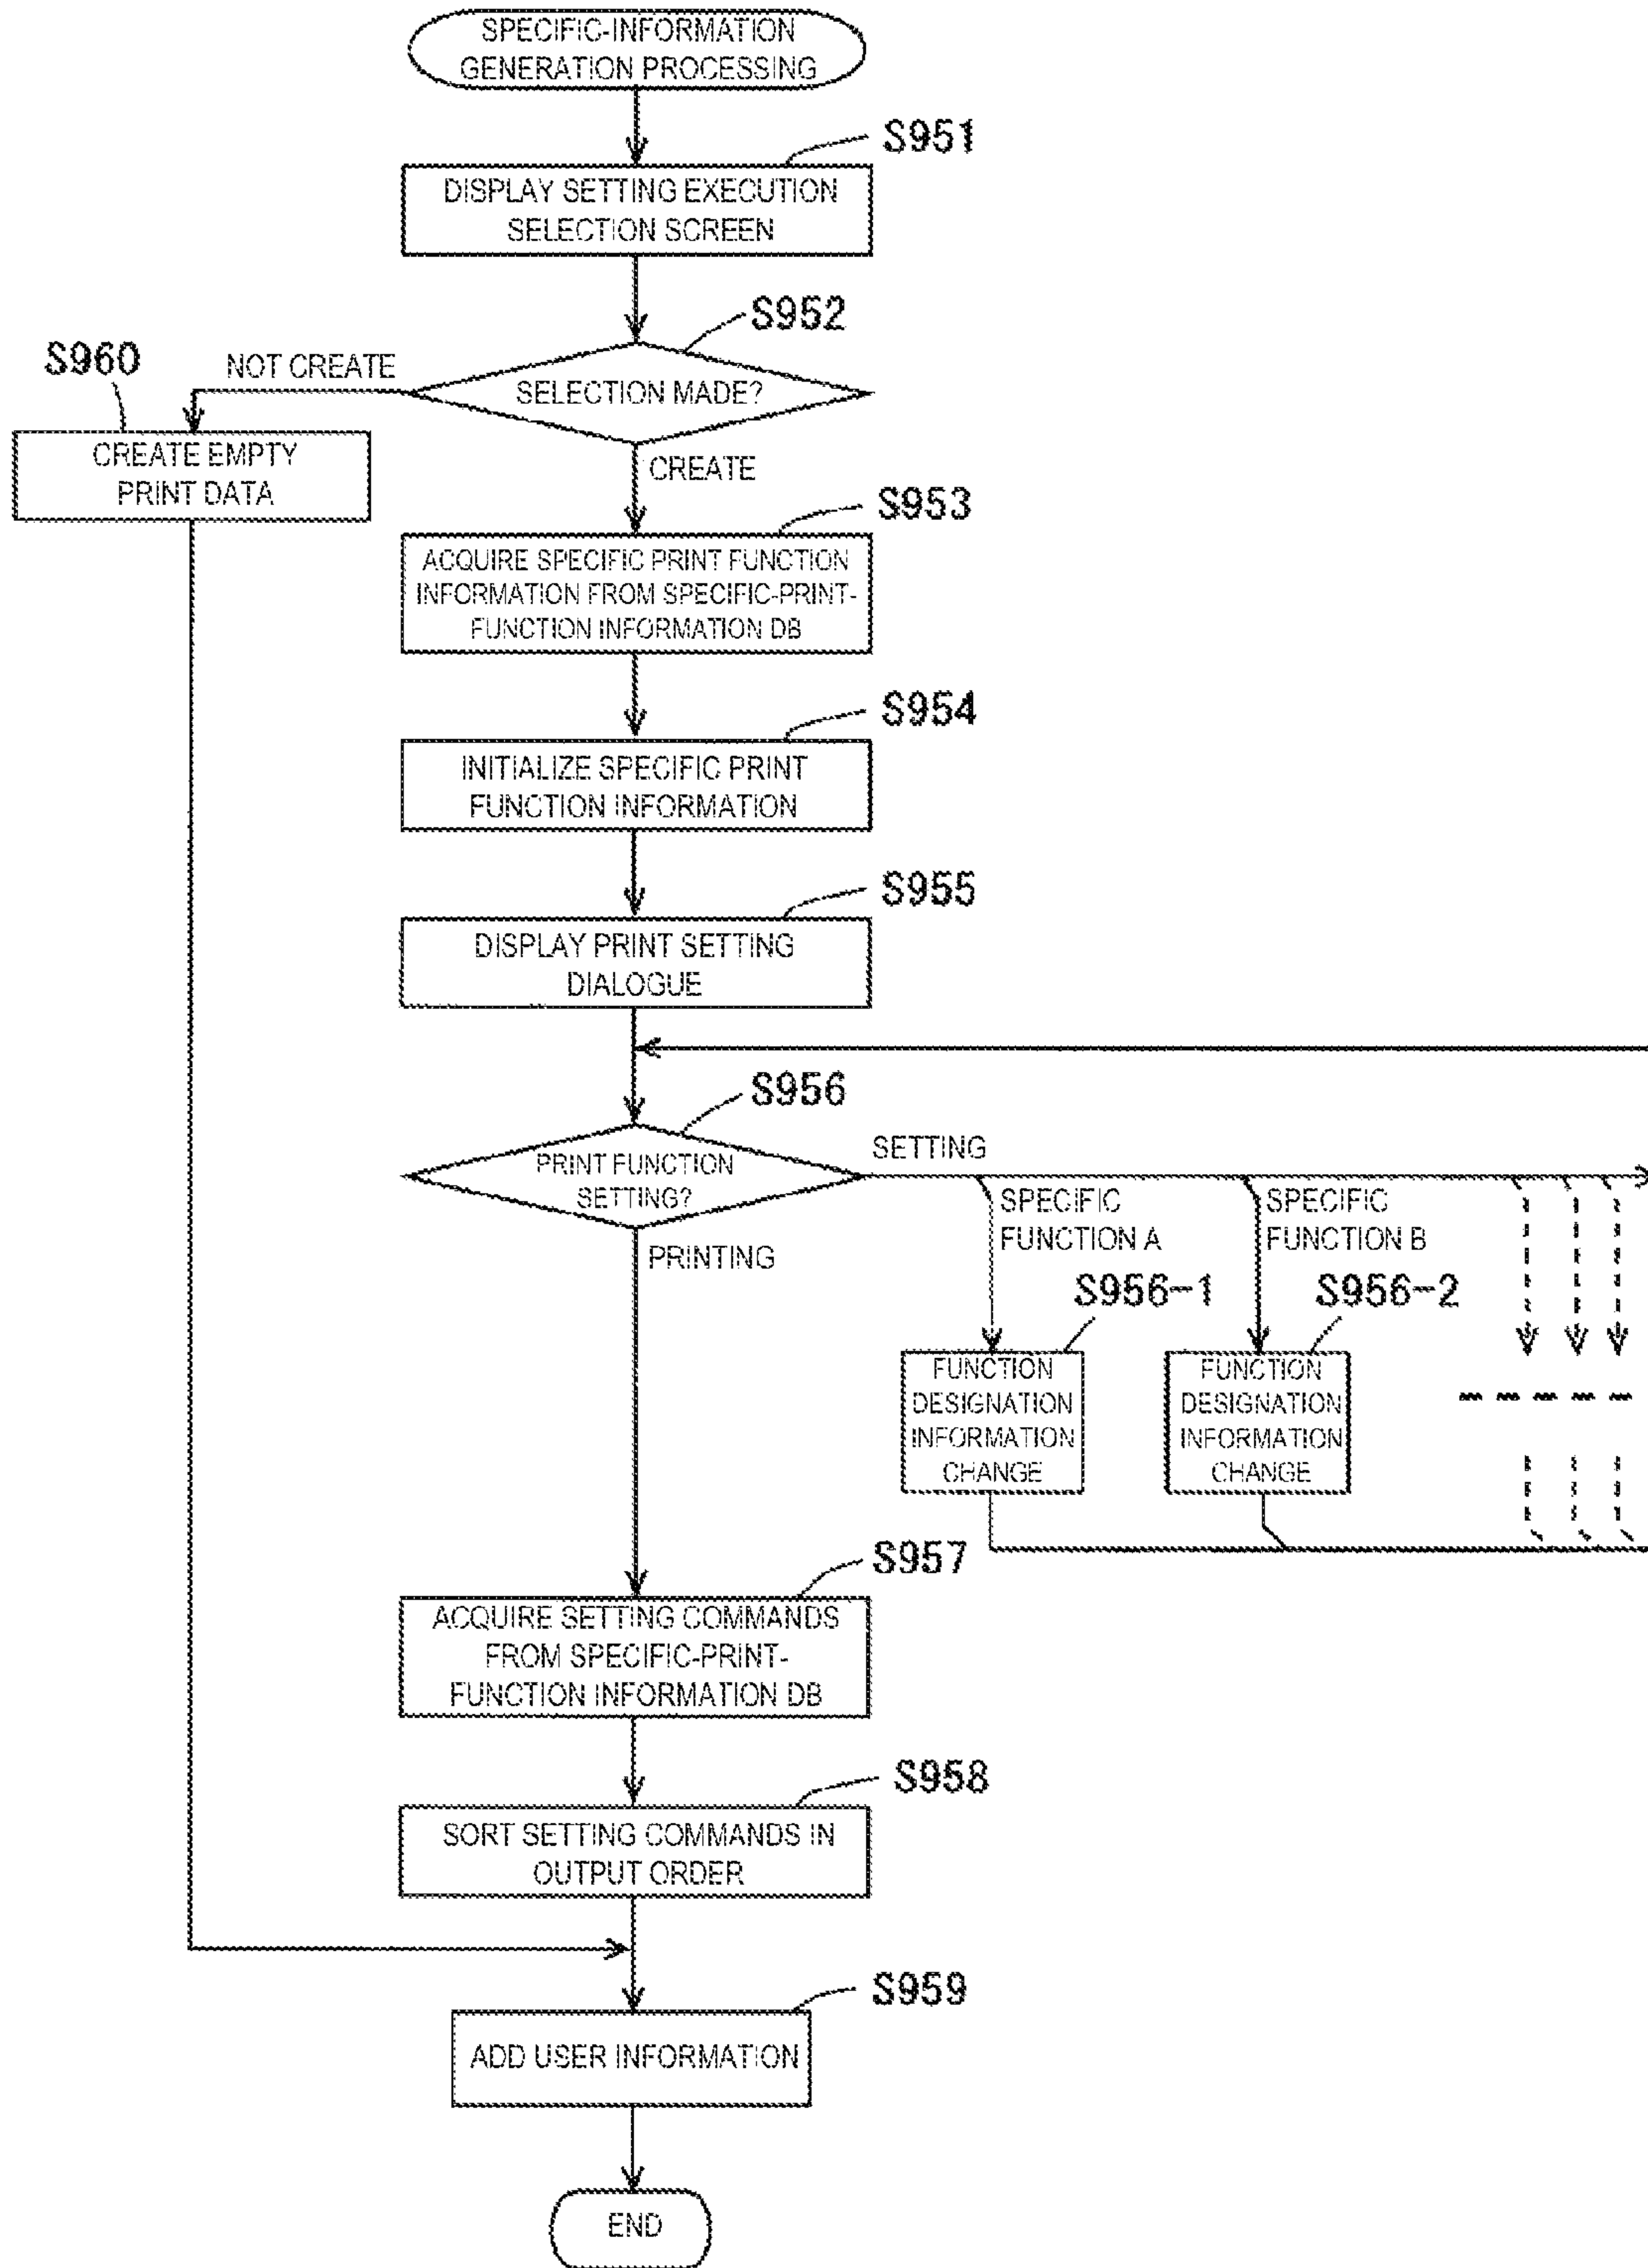 SPECIFIC-INFORMATION
GENERATION PROCESSING
S951
DISPLAY SETTING EXECUTION
SELECTION SCREEN
S952
SELECTION MADE?
NOT CREATE
S960
CREATE EMPTY
PRINT DATA
CREATE
S953
ACQUIRE SPECIFIC PRINT FUNCTION
INFORMATION FROM SPECIFIC-PRINT-
FUNCTION INFORMATION DB
S954
INITIALIZE SPECIFIC PRINT
FUNCTION INFORMATION
S955
DISPLAY PRINT SETTING
DIALOGUE
S956
PRINT FUNCTION
SETTING?
SETTING
SPECIFIC
FUNCTION A
SPECIFIC
FUNCTION B
PRINTING
S956-1
FUNCTION
DESIGNATION
INFORMATION
CHANGE
S956-2
FUNCTION
DESIGNATION
INFORMATION
CHANGE
S957
ACQUIRE SETTING COMMANDS
FROM SPECIFIC-PRINT-
FUNCTION INFORMATION DB
S958
SORT SETTING COMMANDS IN
OUTPUT ORDER
S959
ADD USER INFORMATION
END